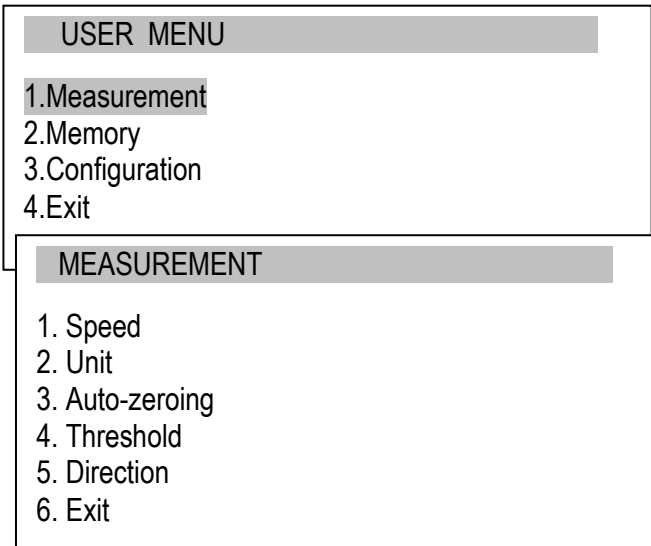 USER MENU
1.Measurement
2.Memory
3.Configuration
4.Exit
MEASUREMENT
1. Speed
2. Unit
3. Auto-zeroing
4. Threshold
5. Direction
6. Exit